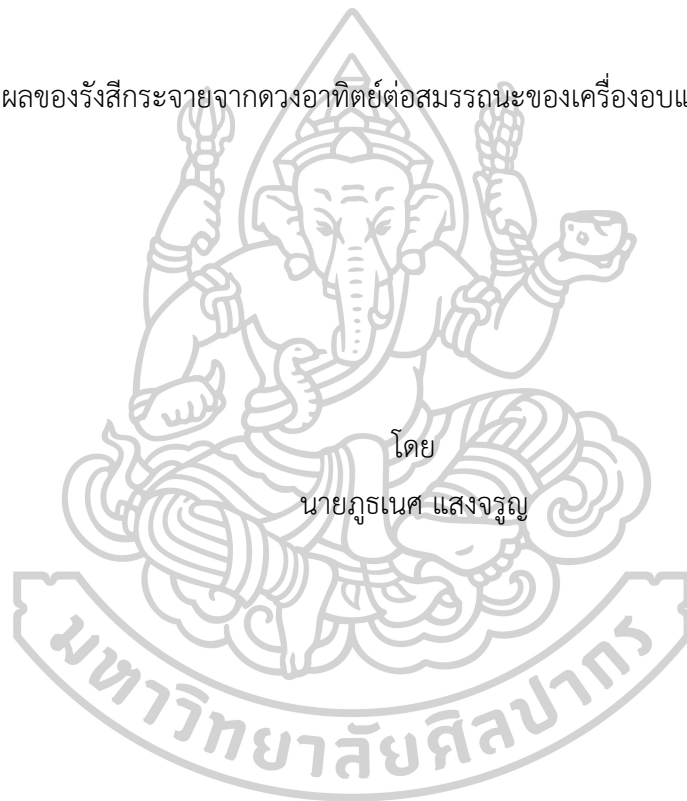 ผลของรังสีกระจายจากดวงอาทิตย์ต่อสมรรถนะของเครื่องอบ
โดย
นายภูธเนศ แสงจรูญ
มหาวิทยาลัยศิลปากร